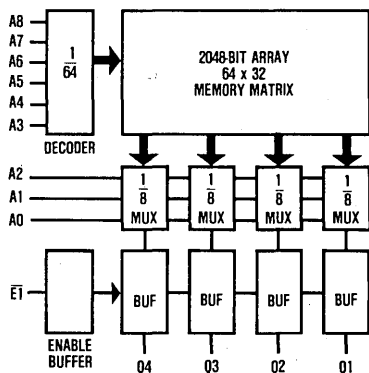 A8
A7
A6
A5
A4
A3
1
64
DECODER
2048-BIT ARRAY
64 x 32
MEMORY MATRIX
A2
A1
A0
1
8
MUX
1
8
MUX
1
8
MUX
1
8
MUX
E1
ENABLE
BUFFER
BUF
BUF
BUF
BUF
04
03
02
01